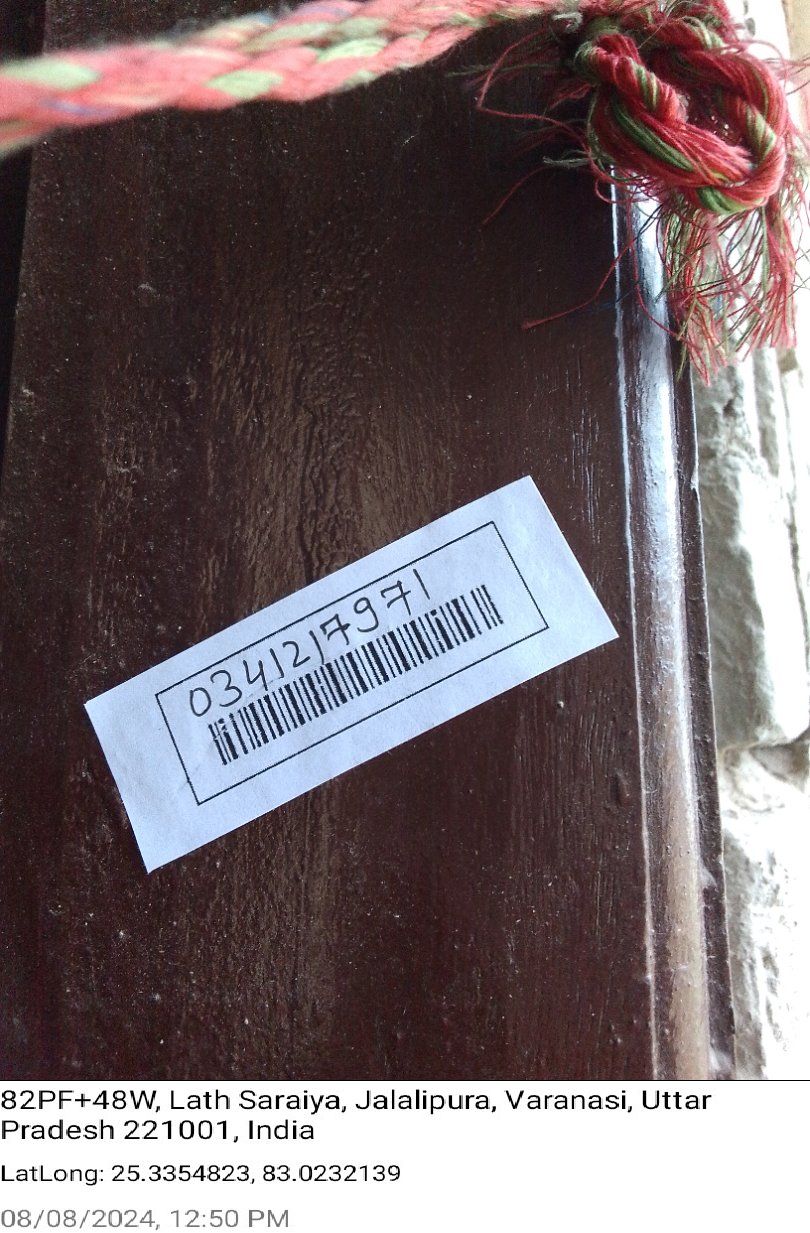 0341217971
82PF+48W, Lath Saraiya, Jalalipura, Varanasi, Uttar
Pradesh 221001, India
LatLong: 25.3354823, 83.0232139
08/08/2024, 12:50 PM